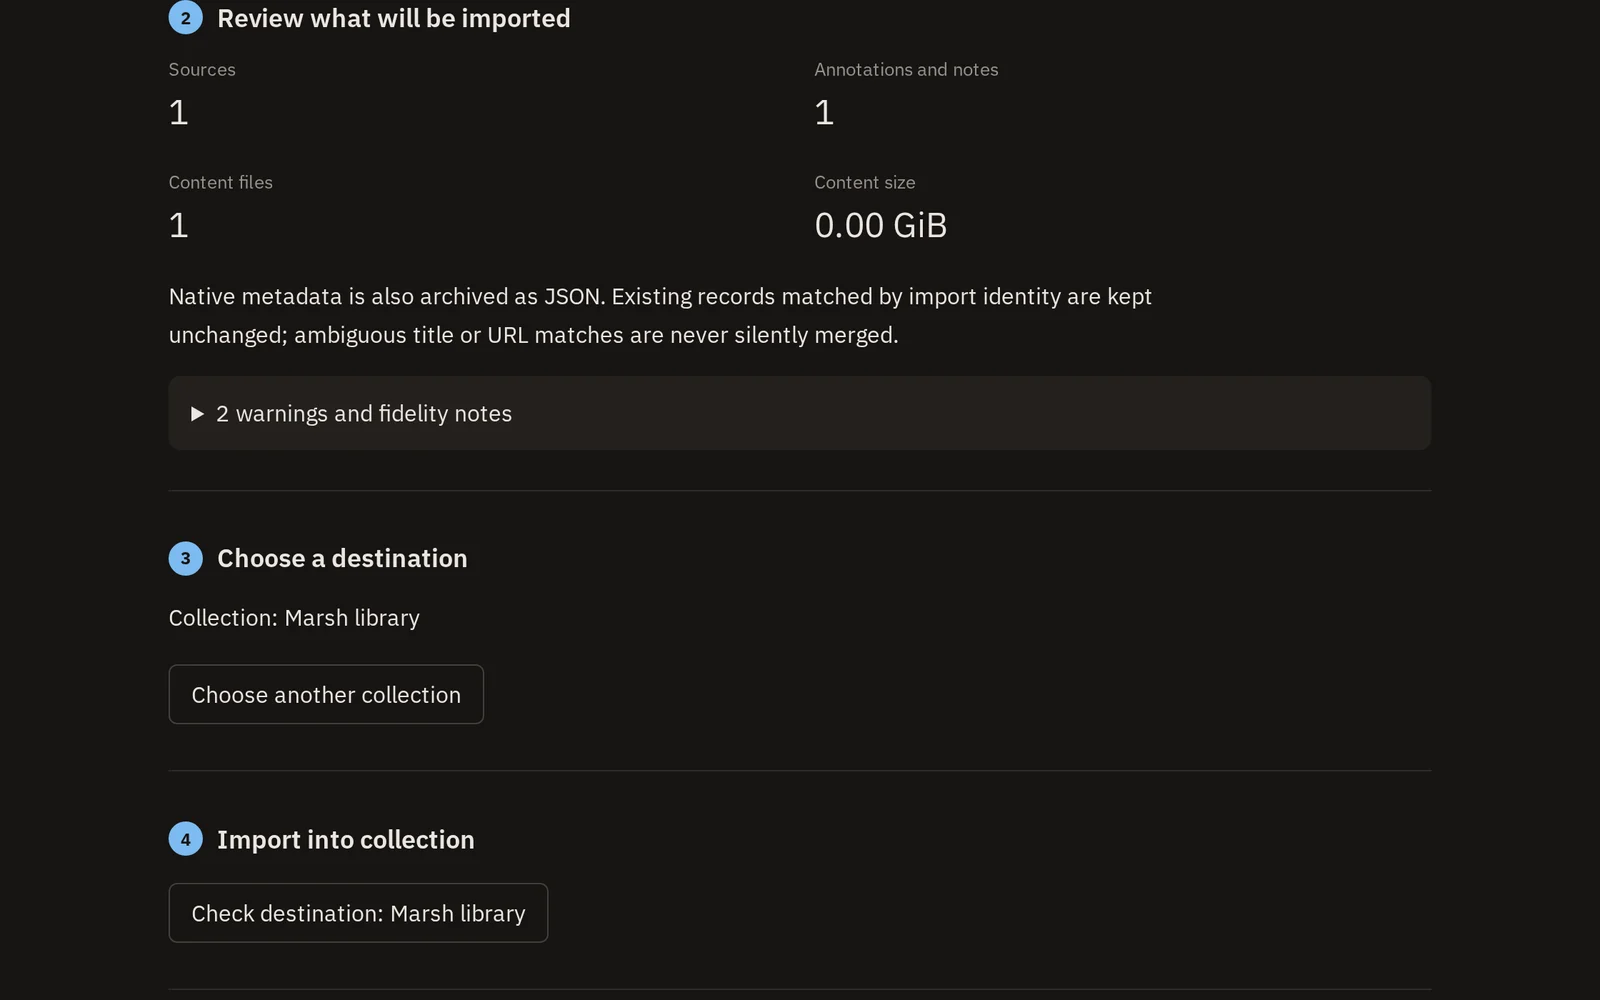 2 Review what will be imported
Sources
1
Annotations and notes
1
Content files
1
Content size
0.00 GiB
Native metadata is also archived as JSON. Existing records matched by import identity are kept
unchanged; ambiguous title or URL matches are never silently merged.
2 warnings and fidelity notes
3 Choose a destination
Collection: Marsh library
Choose another collection
4 Import into collection
Check destination: Marsh library